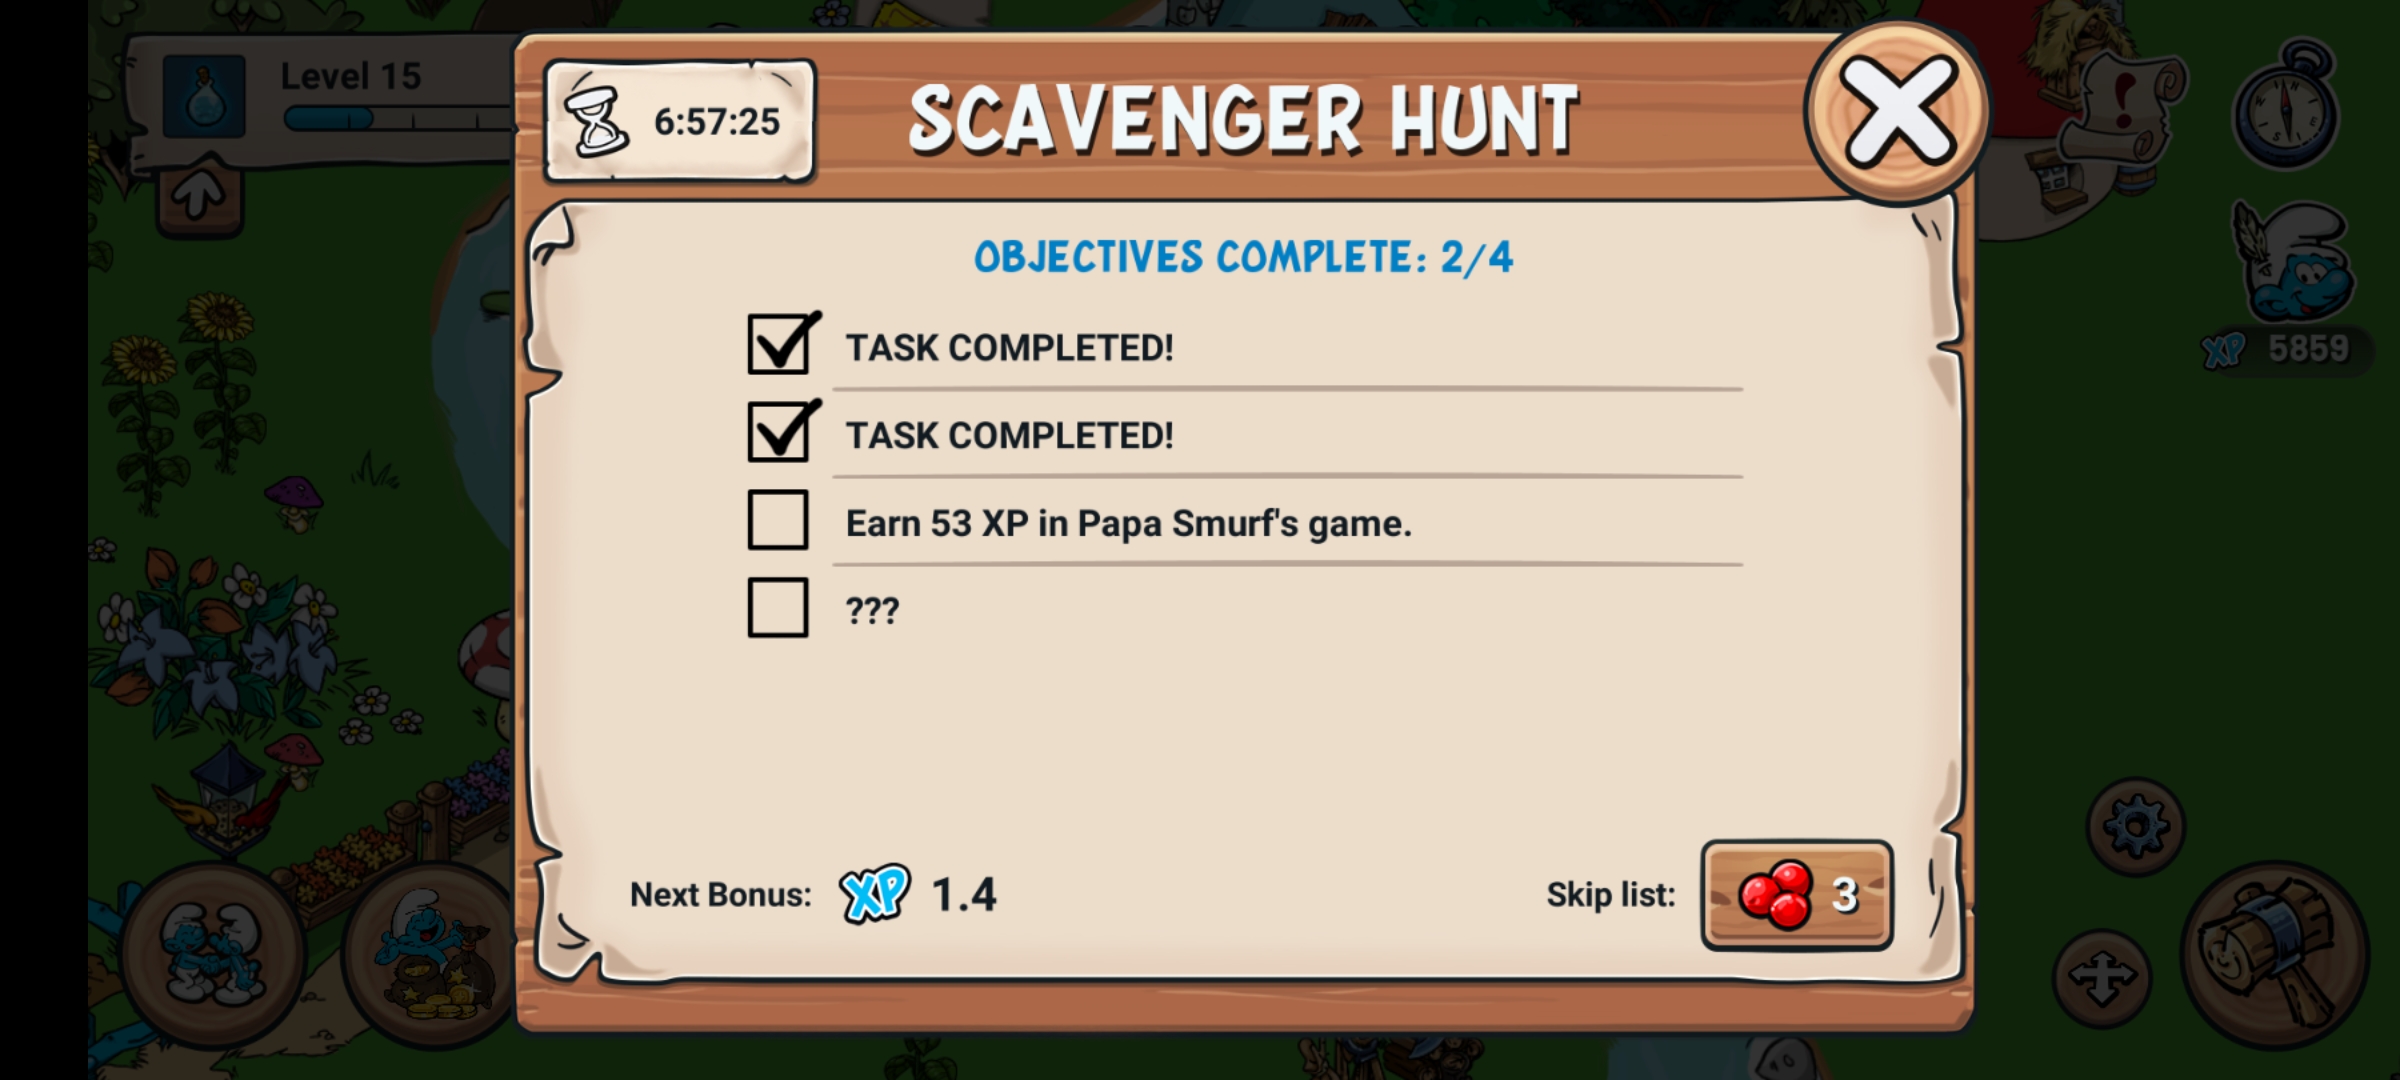 Level 15
6:57:25
SCAVENGER HUNT
OBJECTIVES COMPLETE: 2/4
TASK COMPLETED!
TASK COMPLETED!
Earn 53 XP in Papa Smurf's game.
???
XP 5859
Next Bonus: XP 1.4
Skip list: 3